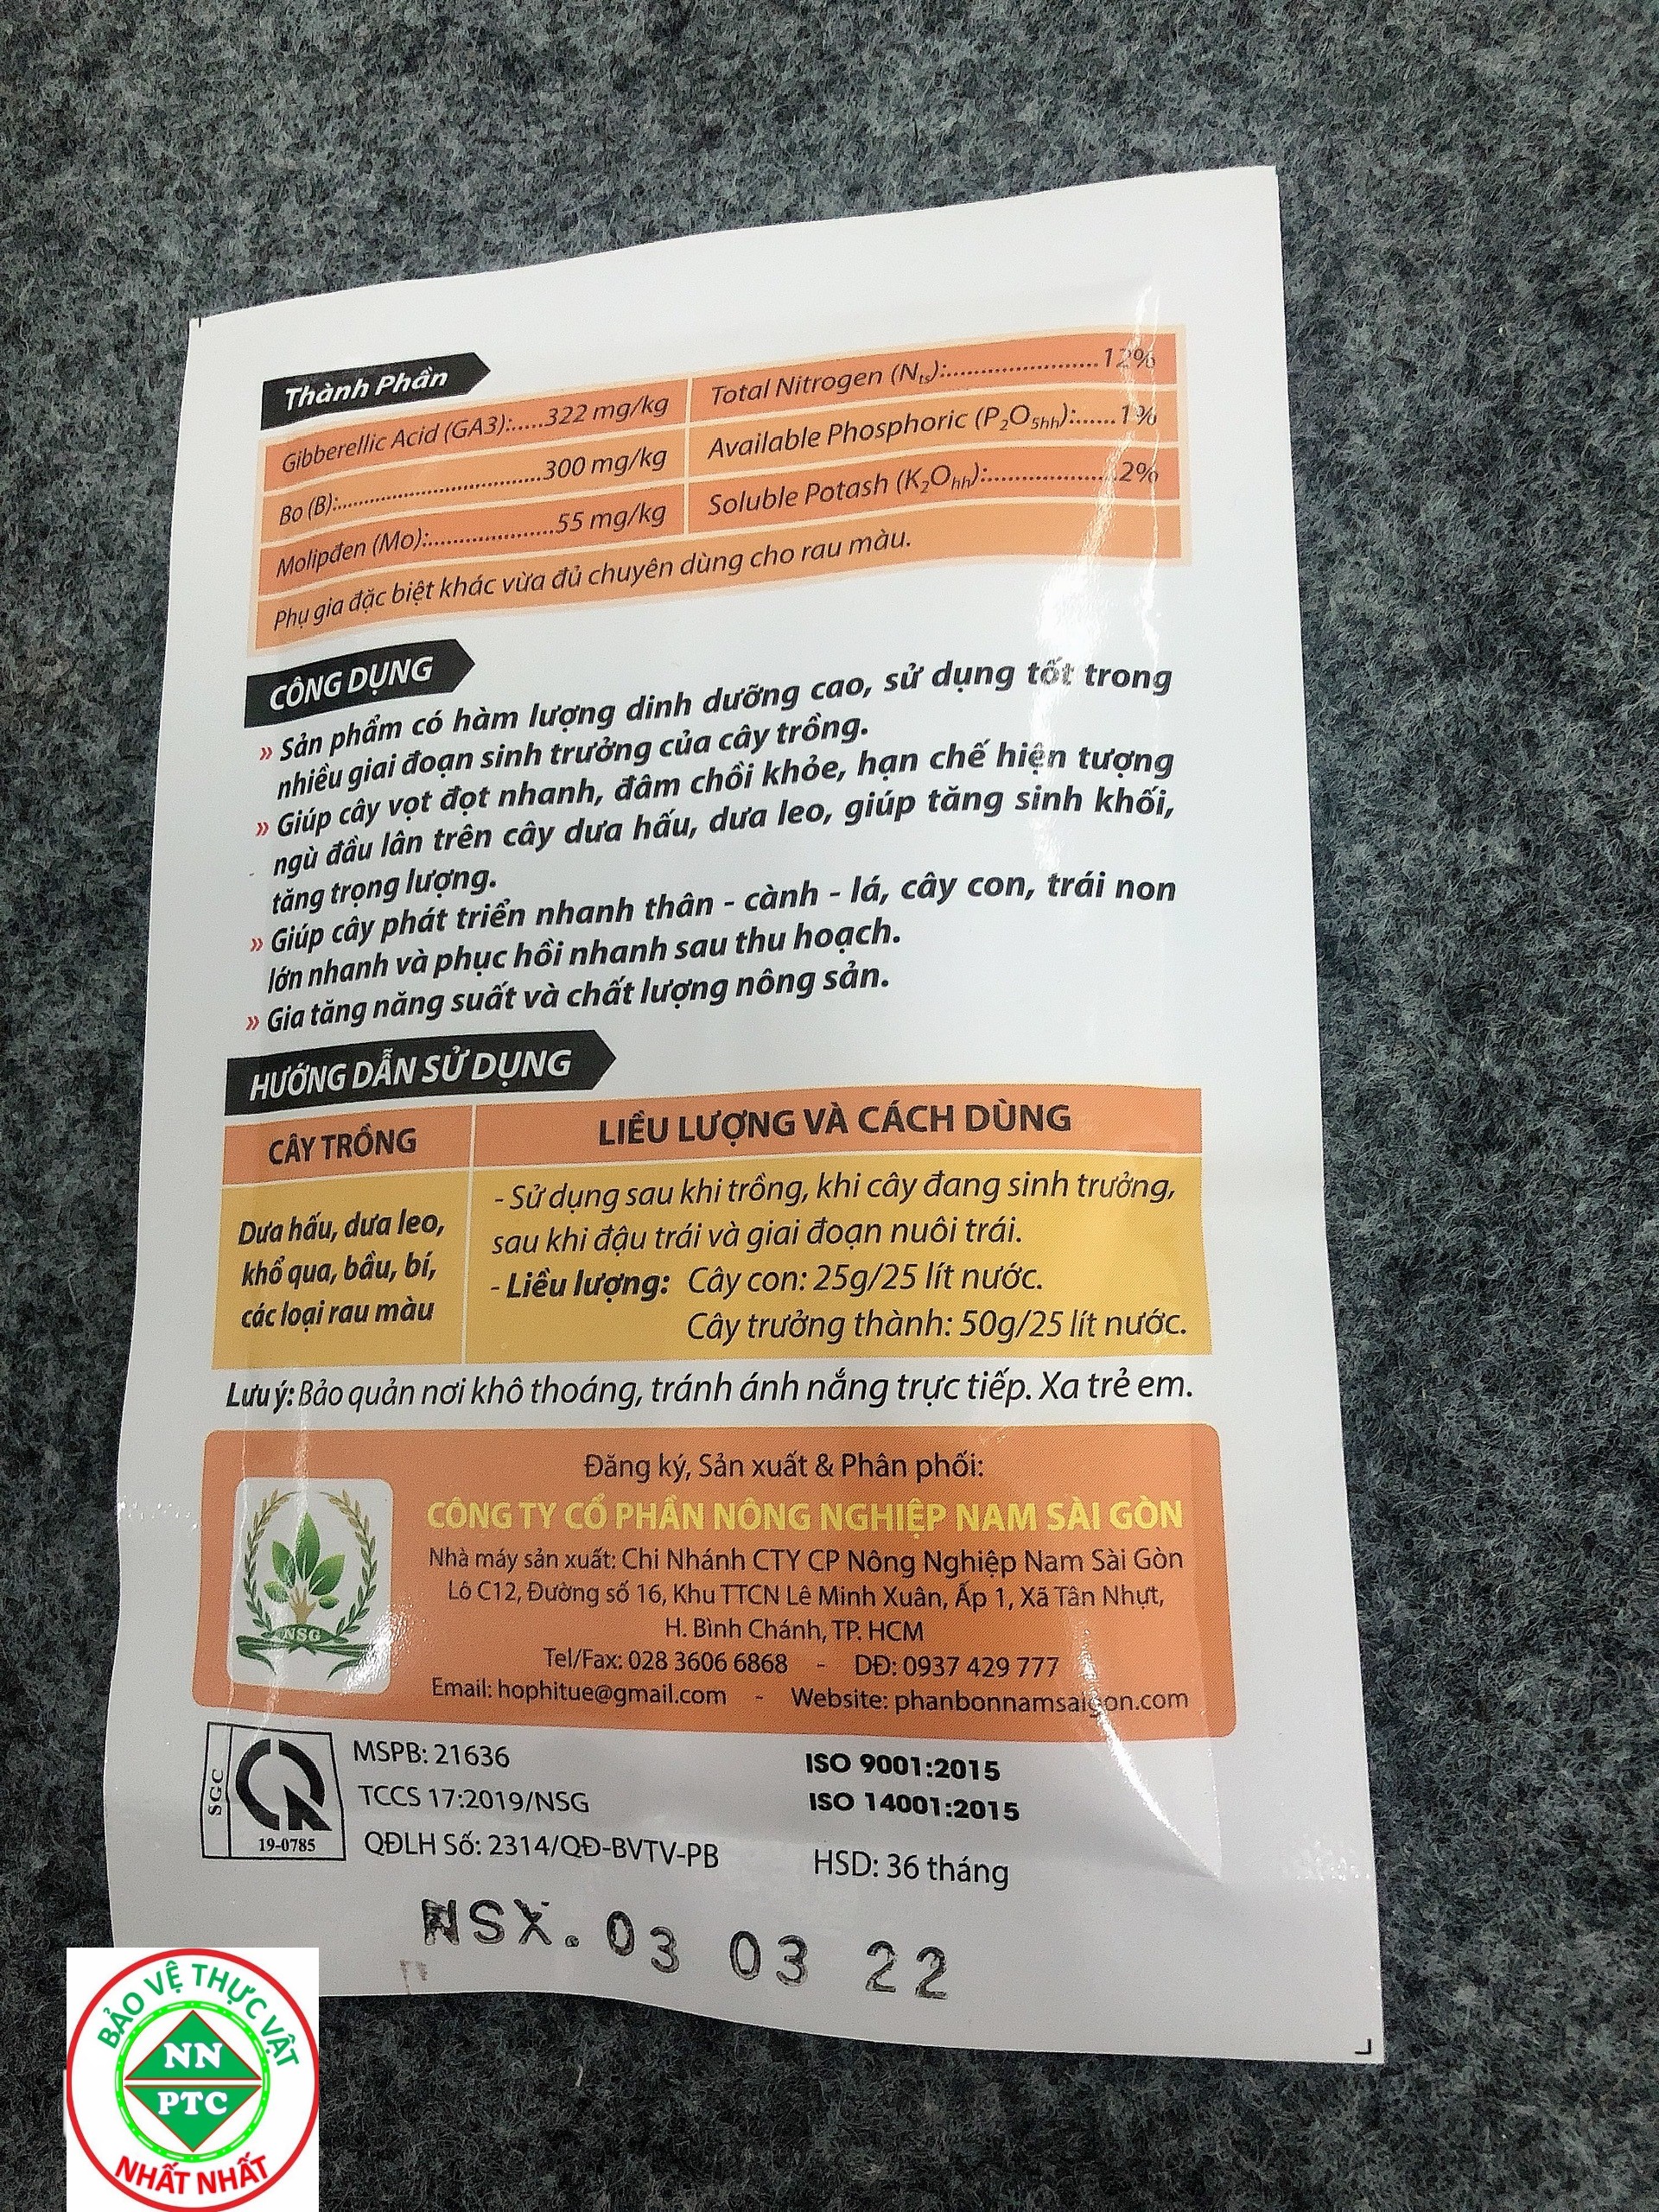 Thành Phần
Gibberellic Acid (GA3):.....322 mg/kg
Bo (B):................................300 mg/kg
Molipđen (Mo):....................55 mg/kg
Total Nitrogen (Nts):.......................12%
Available Phosphoric (P2O5hh):.......1%
Soluble Potash (K2Ohh):...................2%
Phụ gia đặc biệt khác vừa đủ chuyên dùng cho rau màu.
CÔNG DỤNG
» Sản phẩm có hàm lượng dinh dưỡng cao, sử dụng tốt trong
nhiều giai đoạn sinh trưởng của cây trồng.
» Giúp cây vọt đọt nhanh, đâm chồi khỏe, hạn chế hiện tượng
ngù đầu lân trên cây dưa hấu, dưa leo, giúp tăng sinh khối,
tăng trọng lượng.
» Giúp cây phát triển nhanh thân - cành - lá, cây con, trái non
lớn nhanh và phục hồi nhanh sau thu hoạch.
» Gia tăng năng suất và chất lượng nông sản.
HƯỚNG DẪN SỬ DỤNG
CÂY TRỒNG
LIỀU LƯỢNG VÀ CÁCH DÙNG
Dưa hấu, dưa leo,
khổ qua, bầu, bí,
các loại rau màu
- Sử dụng sau khi trồng, khi cây đang sinh trưởng,
sau khi đậu trái và giai đoạn nuôi trái.
- Liều lượng: Cây con: 25g/25 lít nước.
Cây trưởng thành: 50g/25 lít nước.
Lưu ý: Bảo quản nơi khô thoáng, tránh ánh nắng trực tiếp. Xa trẻ em.
Đăng ký, Sản xuất & Phân phối:
CÔNG TY CỔ PHẦN NÔNG NGHIỆP NAM SÀI GÒN
Nhà máy sản xuất: Chi Nhánh CTY CP Nông Nghiệp Nam Sài Gòn
Lô C12, Đường số 16, Khu TTCN Lê Minh Xuân, Ấp 1, Xã Tân Nhựt,
H. Bình Chánh, TP. HCM
Tel/Fax: 028 3606 6868 - DĐ: 0937 429 777
Email: hophitue@gmail.com - Website: phanbonnamsaigon.com
NSG
SGC
19-0785
MSPB: 21636
TCCS 17:2019/NSG
QĐLH Số: 2314/QĐ-BVTV-PB
ISO 9001:2015
ISO 14001:2015
HSD: 36 tháng
NSX. 03 03 22
BẢO VỆ THỰC VẬT
NN
PTC
NHẤT NHẤT